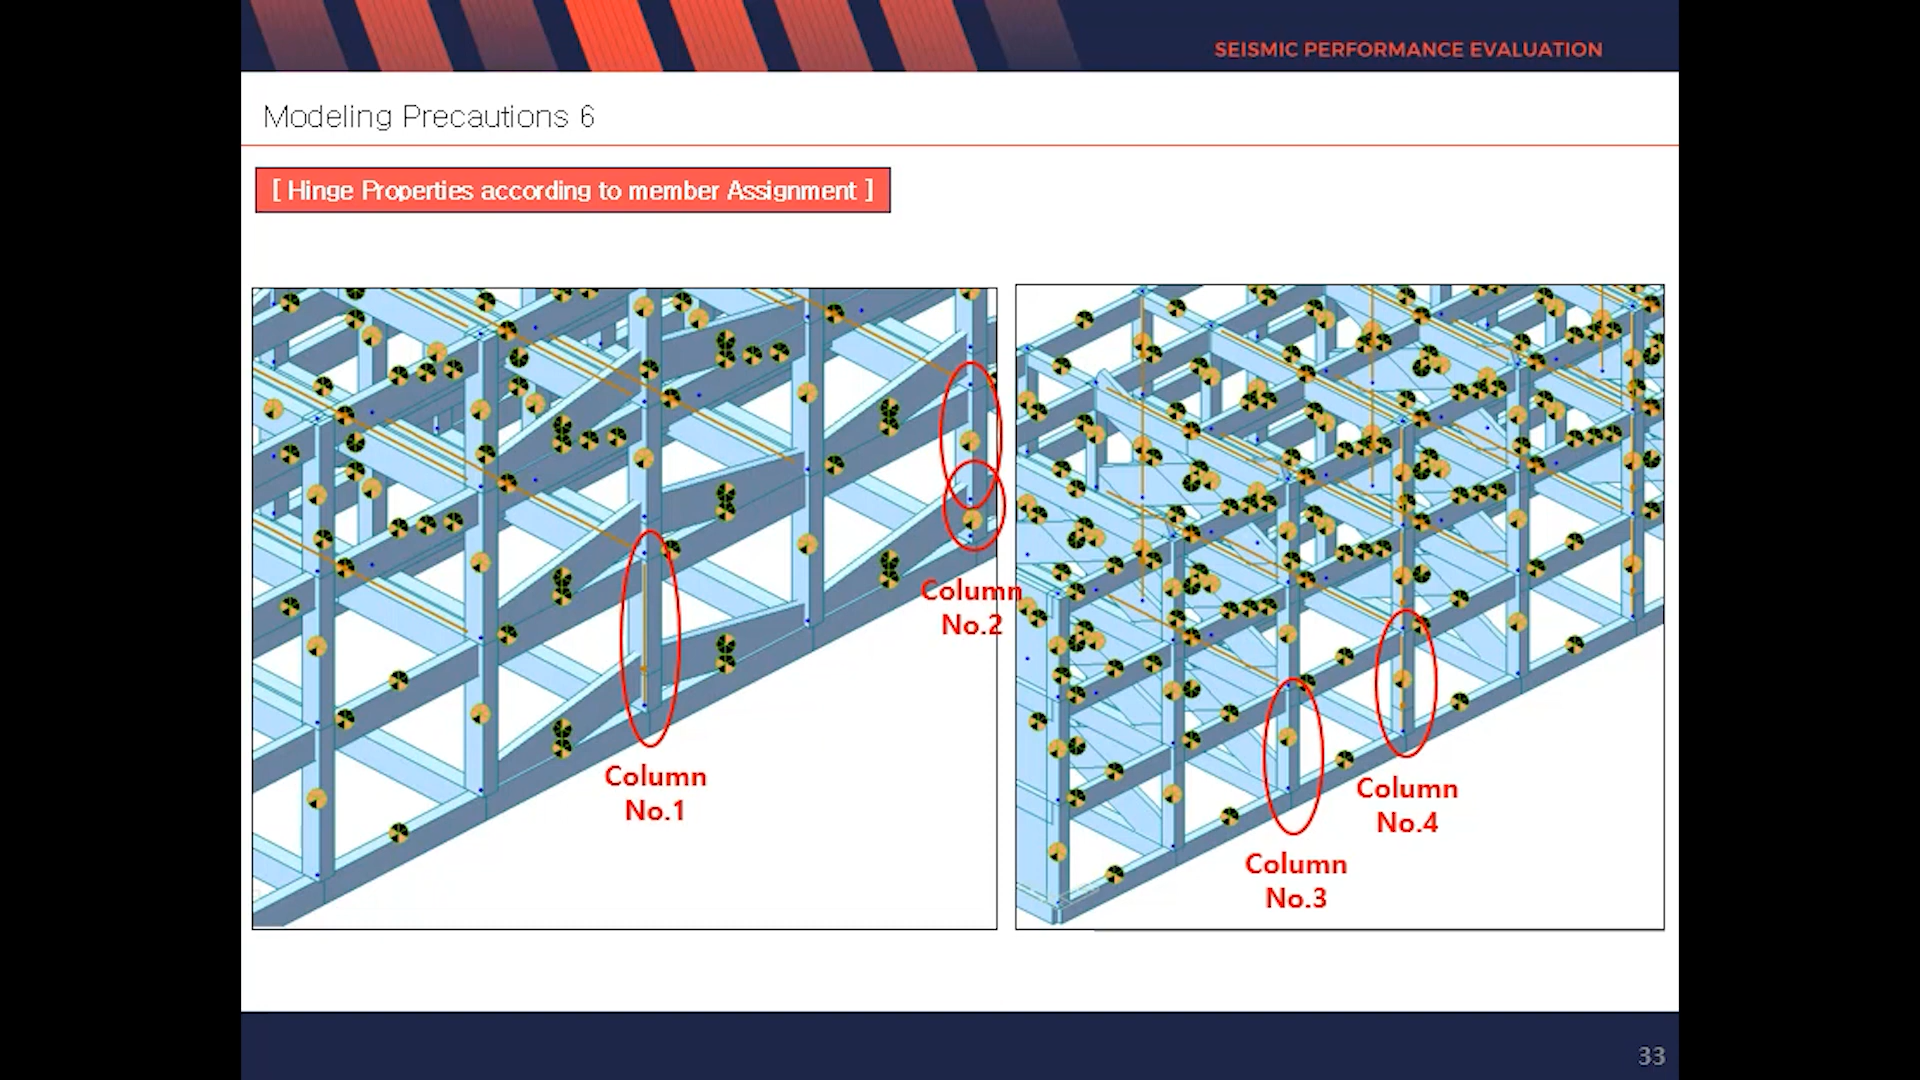 SEISMIC PERFORMANCE EVALUATION
Modeling Precautions 6
[ Hinge Properties according to member Assignment ]
Column
No.1
Column
No.2
Column
No.3
Column
No.4
33